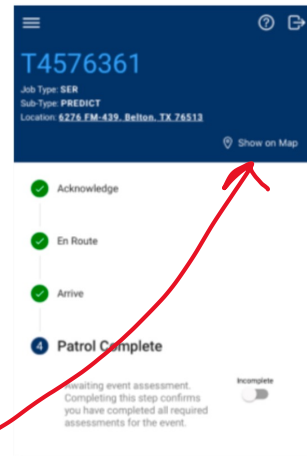 T4576361
Job Type: SER
Sub-Type: PREDICT
Location: 6276 FM-439, Belton, TX 76513
Show on Map
Acknowledge
En Route
Arrive
4 Patrol Complete
Awaiting event assessment.
Completing this step confirms
you have completed all required
assessments for the event.
Incomplete